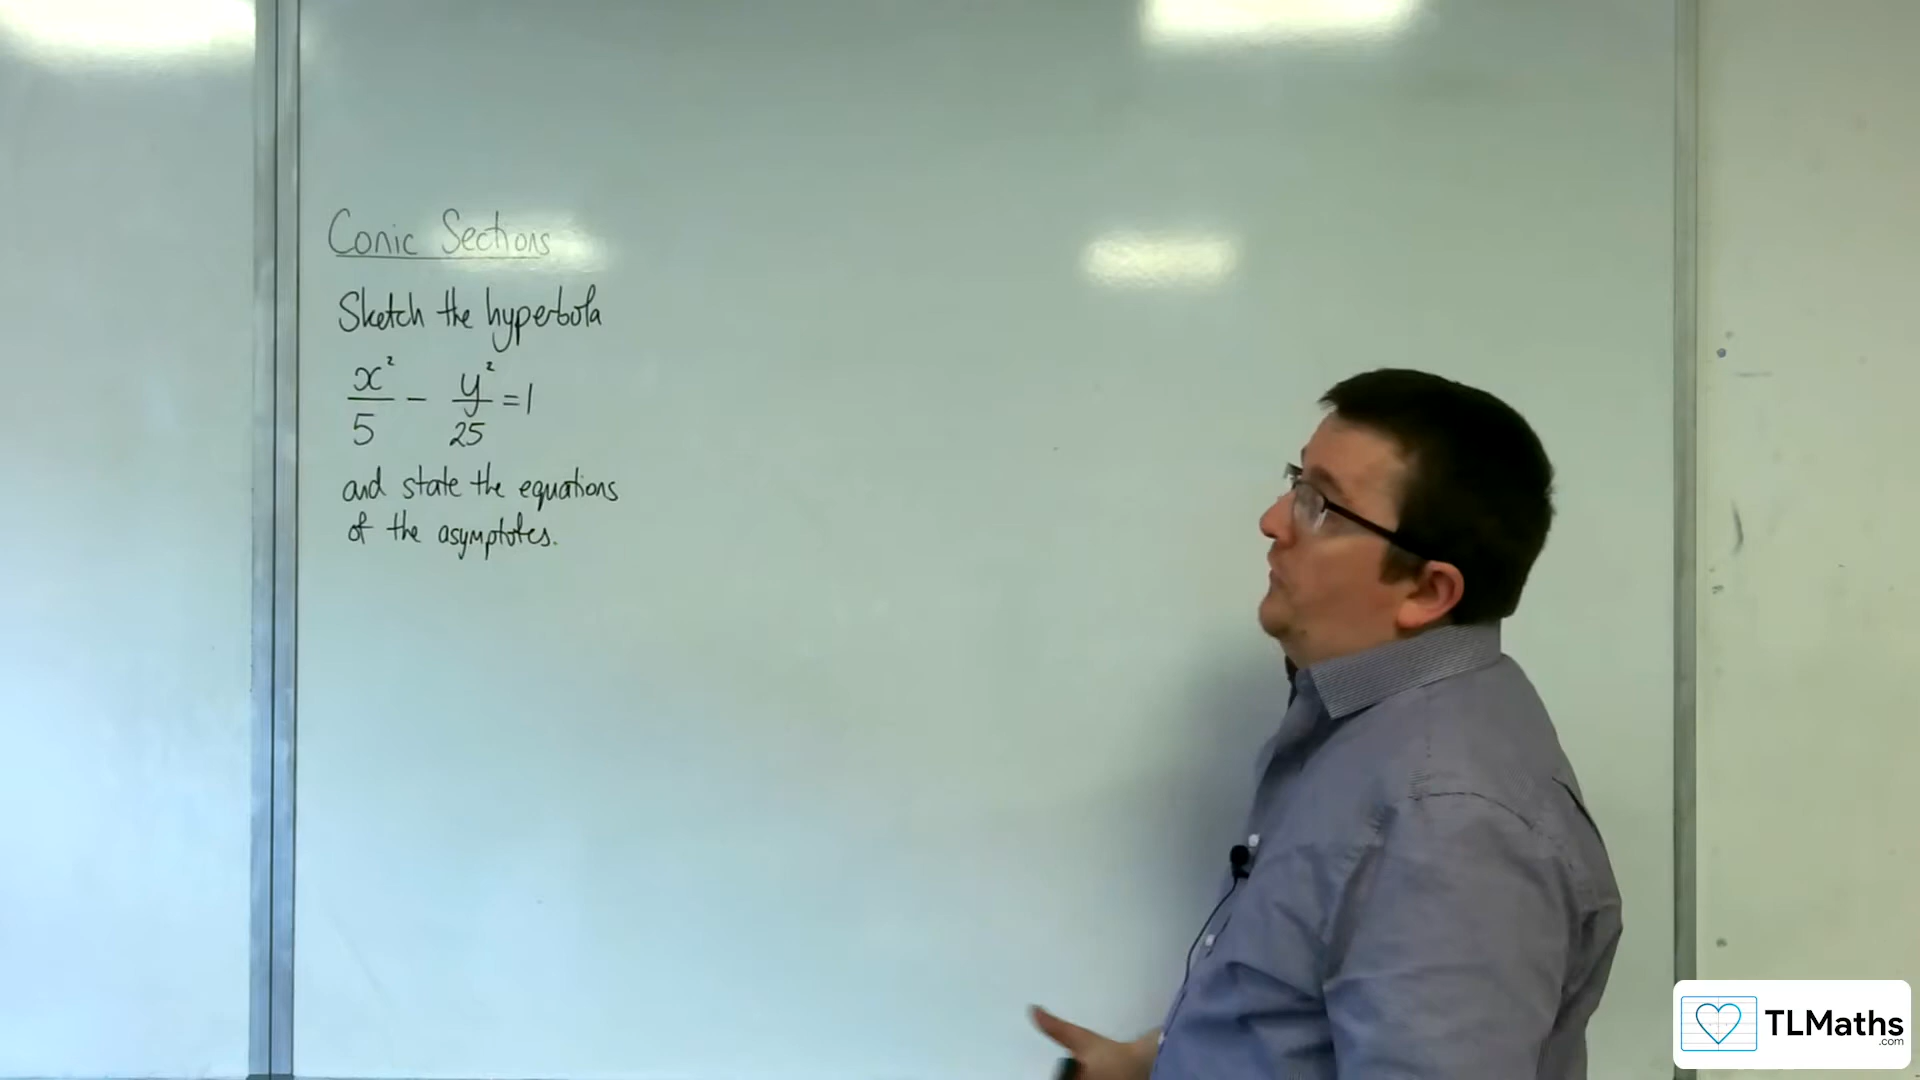 Conic Sections
Sketch the hyperbola
x²/5 - y²/25 = 1
and state the equations
of the asymptotes.
TLMaths
.com